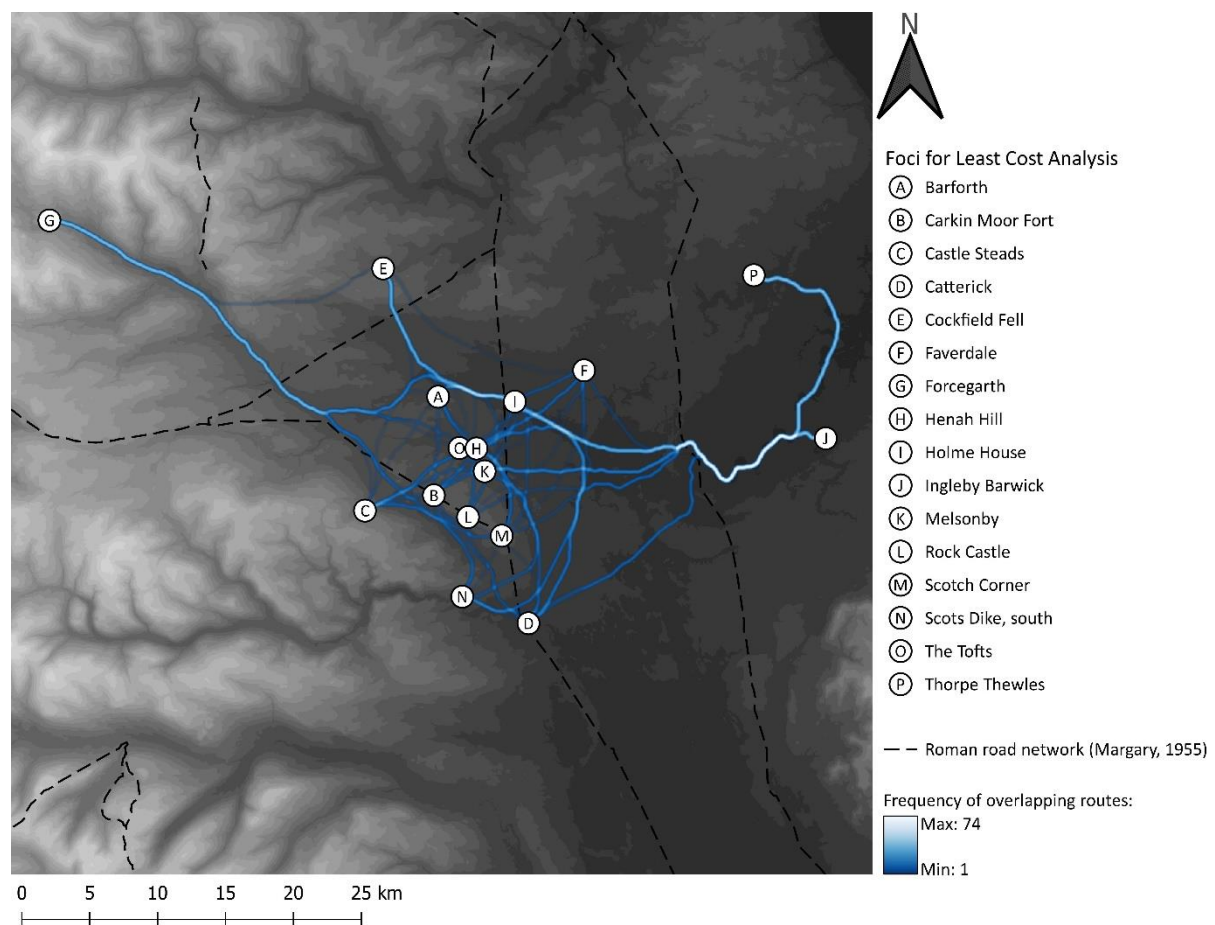 N
G
E
P
F
A
I
J
O
H
K
B
C
L
M
N
D
Foci for Least Cost Analysis
A Barforth
B Carkin Moor Fort
C Castle Steads
D Catterick
E Cockfield Fell
F Faverdale
G Forcegarth
H Henah Hill
I Holme House
J Ingleby Barwick
K Melsonby
L Rock Castle
M Scotch Corner
N Scots Dike, south
O The Tofts
P Thorpe Thewles
Roman road network (Margary, 1955)
Frequency of overlapping routes:
Max: 74
Min: 1
0 5 10 15 20 25 km